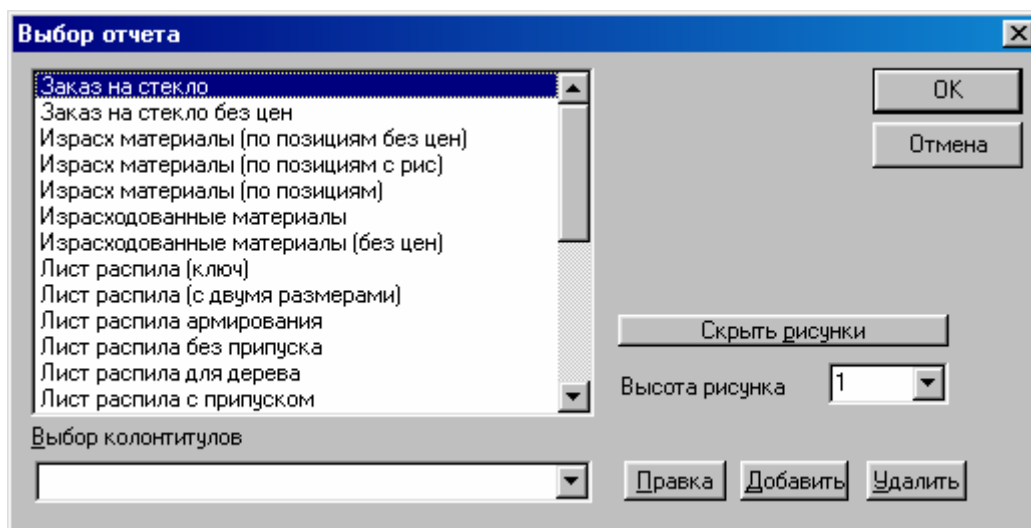 Выбор отчета
Заказ на стекло
Заказ на стекло без цен
Израсх материалы (по позициям без цен)
Израсх материалы (по позициям с рис)
Израсх материалы (по позициям)
Израсходованные материалы
Израсходованные материалы (без цен)
Лист распила (ключ)
Лист распила (с двумя размерами)
Лист распила армирования
Лист распила без припуска
Лист распила для дерева
Лист распила с припуском
OK
Отмена
Скрыть рисунки
Высота рисунка 1
Выбор колонтитулов
Правка Добавить Удалить